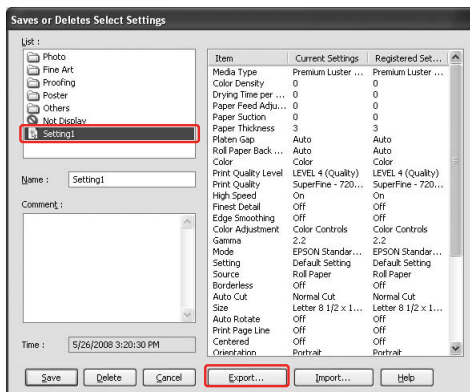 Saves or Deletes Select Settings
List :
Photo
Fine Art
Proofing
Poster
Others
Not Display
Setting1
Name : Setting1
Comment :
Time : 5/26/2008 3:20:30 PM
Item Current Settings Registered Set...
Media Type Premium Luster ... Premium Luster ...
Color Density 0 0
Drying Time per ... 0 0
Paper Feed Adju... 0 0
Paper Suction 0 0
Paper Thickness 3 3
Platen Gap Auto Auto
Roll Paper Back ... Auto Auto
Color Color Color
Print Quality Level LEVEL 4 (Quality) LEVEL 4 (Quality)
Print Quality SuperFine - 720... SuperFine - 720...
High Speed On On
Finest Detail Off Off
Edge Smoothing Off Off
Color Adjustment Color Controls Color Controls
Gamma 2.2 2.2
Mode EPSON Standar... EPSON Standar...
Setting Default Setting Default Setting
Source Roll Paper Roll Paper
Borderless Off Off
Auto Cut Normal Cut Normal Cut
Size Letter 8 1/2 x 1... Letter 8 1/2 x 1...
Auto Rotate Off Off
Print Page Line Off Off
Centered Off Off
Orientation Portrait Portrait
Save Delete Cancel Export... Import... Help